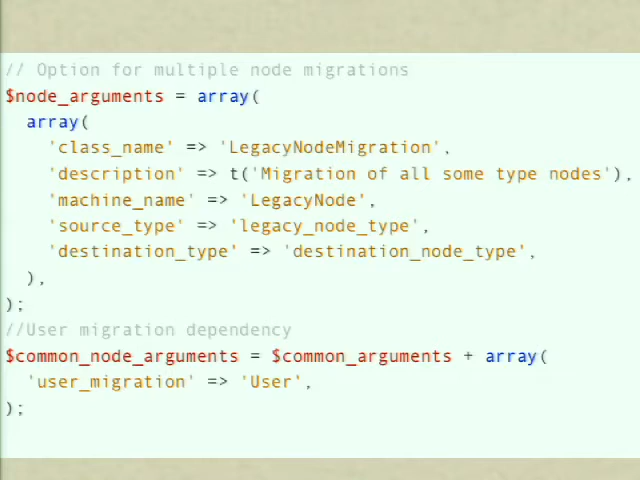 // Option for multiple node migrations
$node_arguments = array(
array(
'class_name' => 'LegacyNodeMigration',
'description' => t('Migration of all some type nodes'),
'machine_name' => 'LegacyNode',
'source_type' => 'legacy_node_type',
'destination_type' => 'destination_node_type',
),
);
//User migration dependency
$common_node_arguments = $common_arguments + array(
'user_migration' => 'User',
);